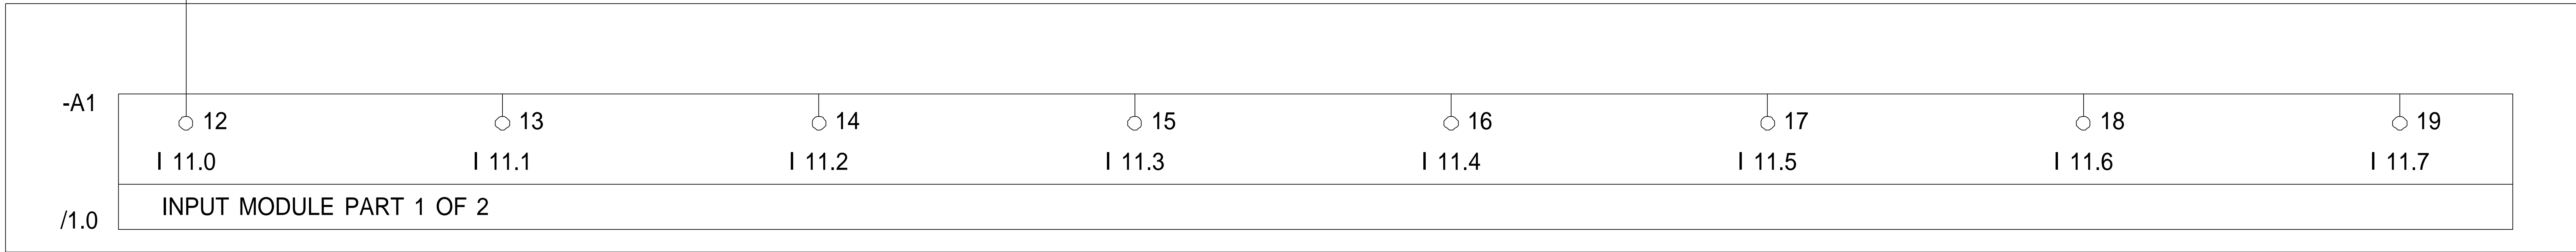 -A1
12 13 14 15 16 17 18 19
I 11.0 I 11.1 I 11.2 I 11.3 I 11.4 I 11.5 I 11.6 I 11.7
INPUT MODULE PART 1 OF 2
/1.0